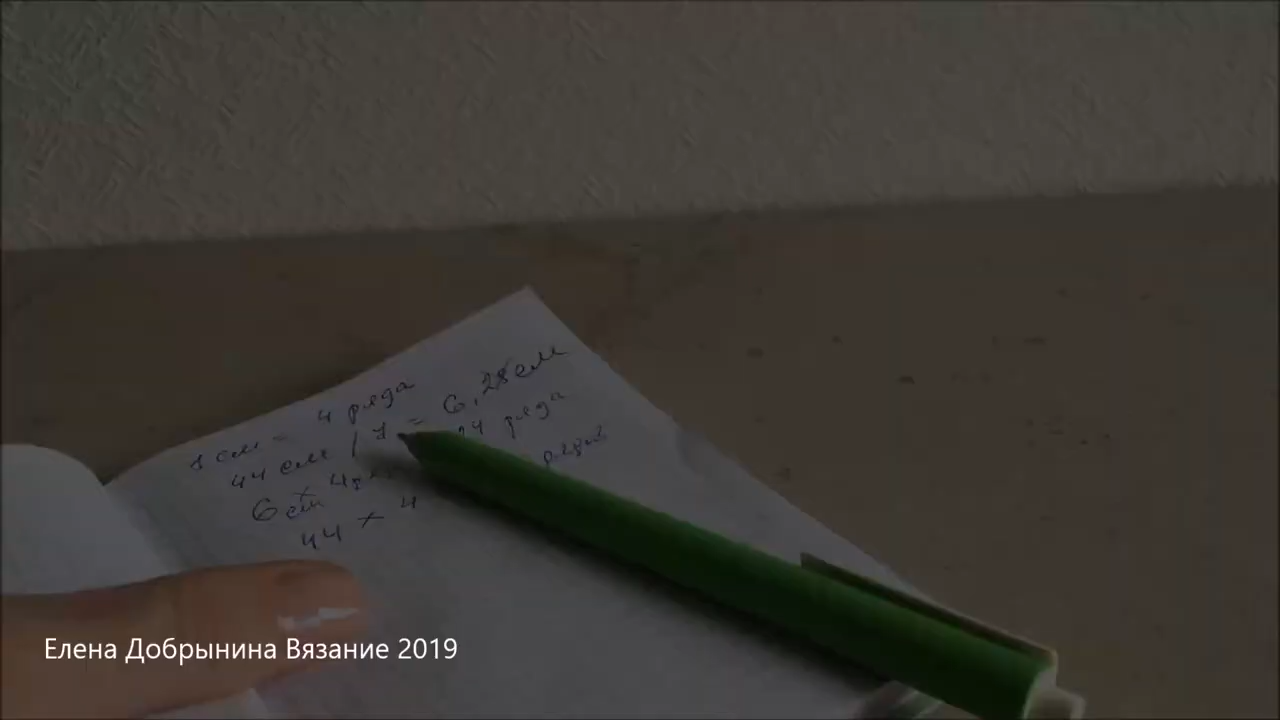 1 см = 4 ряда
44 см / 7 = 6,28 см
6 см × 24 ряда
44 × 4 рядов
Елена Добрынина Вязание 2019